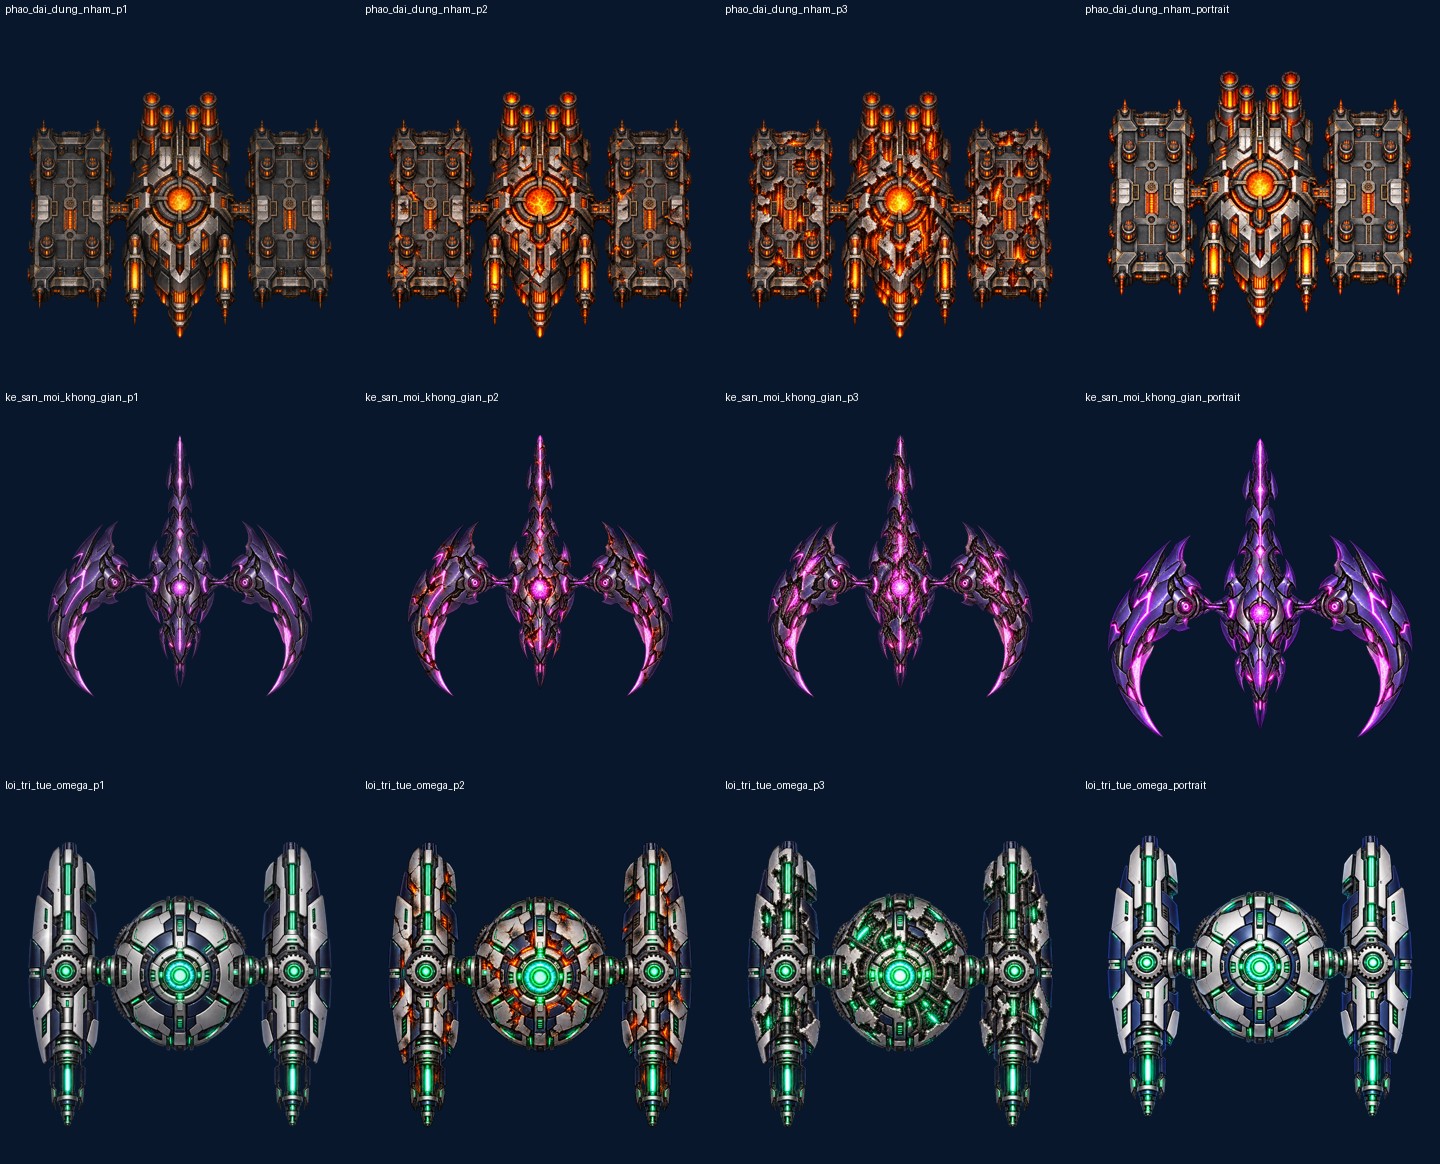 phao_dai_dung_nham_p1
phao_dai_dung_nham_p2
phao_dai_dung_nham_p3
phao_dai_dung_nham_portrait
ke_san_moi_khong_gian_p1
ke_san_moi_khong_gian_p2
ke_san_moi_khong_gian_p3
ke_san_moi_khong_gian_portrait
loi_tri_tue_omega_p1
loi_tri_tue_omega_p2
loi_tri_tue_omega_p3
loi_tri_tue_omega_portrait